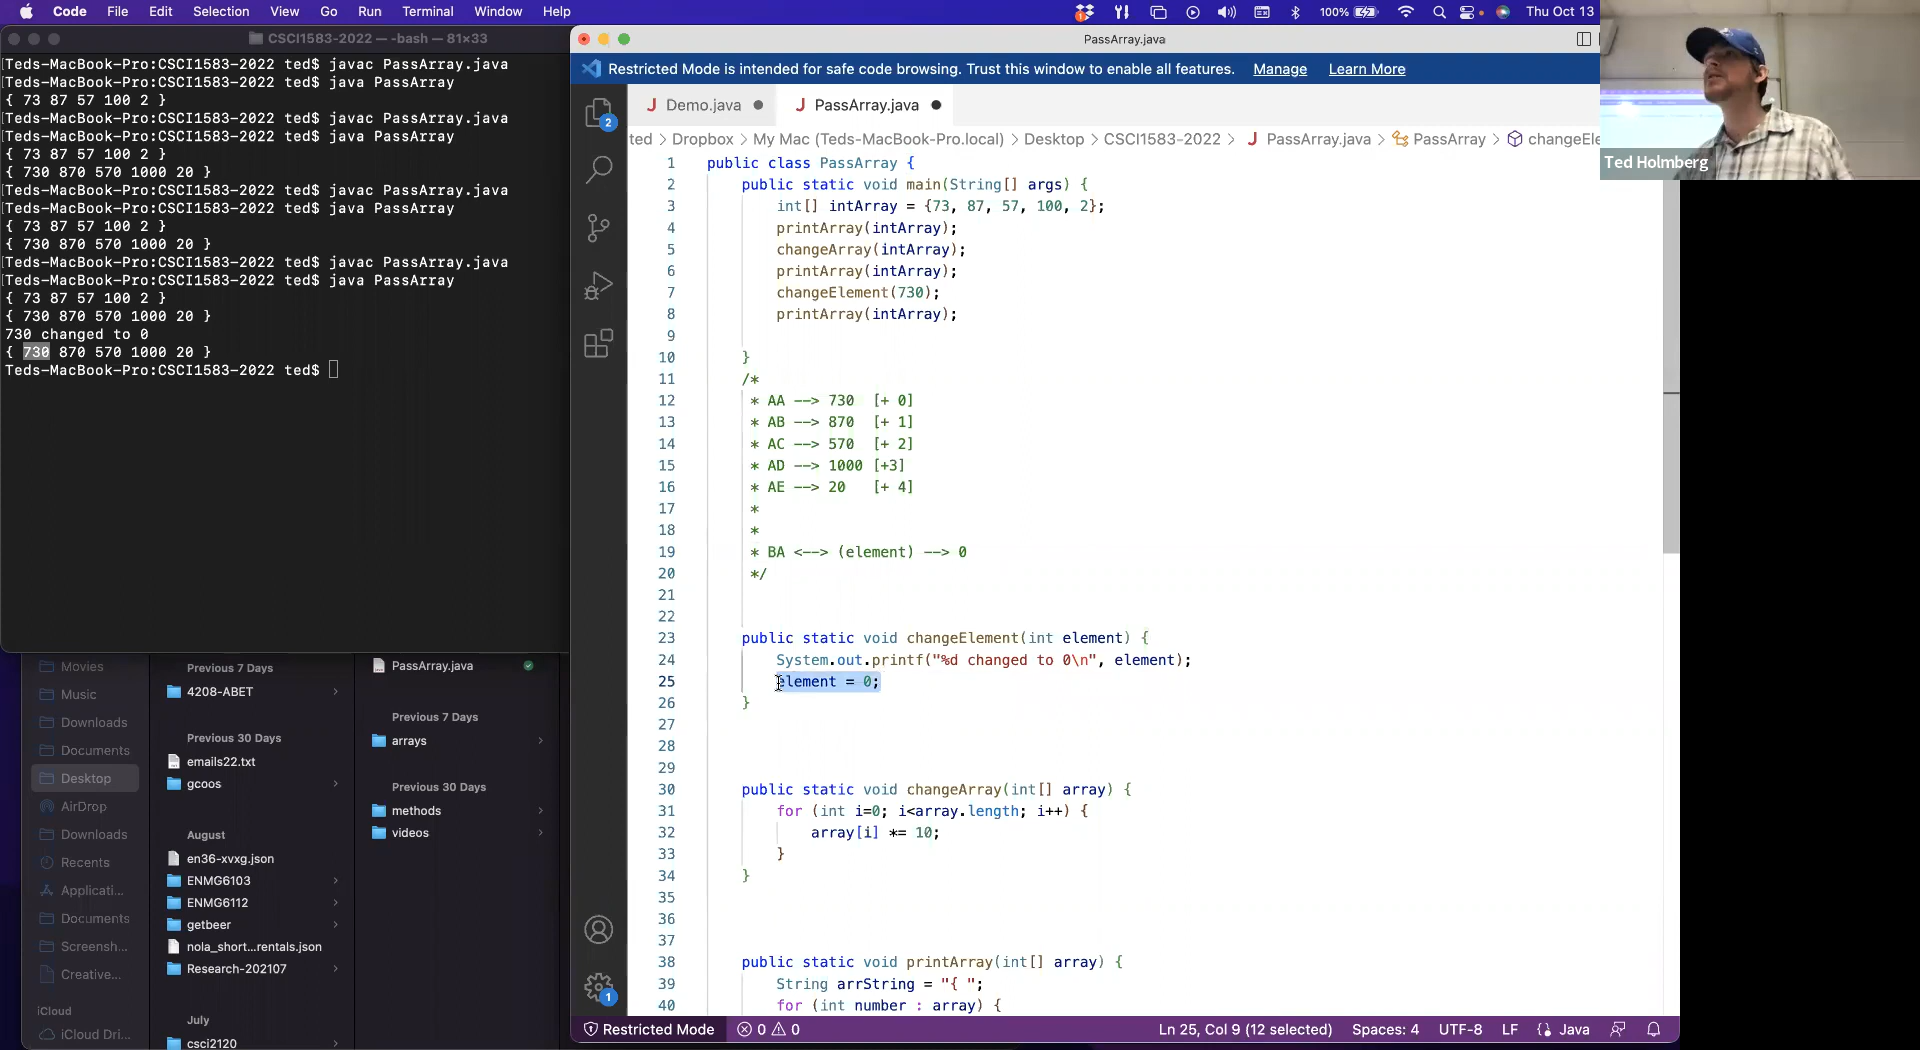 Code File Edit Selection View Go Run Terminal Window Help 100% Thu Oct 13
CSCI1583-2022 — -bash — 81×33
[Teds-MacBook-Pro:CSCI1583-2022 ted$ javac PassArray.java
[Teds-MacBook-Pro:CSCI1583-2022 ted$ java PassArray
{ 73 87 57 100 2 }
[Teds-MacBook-Pro:CSCI1583-2022 ted$ javac PassArray.java
[Teds-MacBook-Pro:CSCI1583-2022 ted$ java PassArray
{ 73 87 57 100 2 }
{ 730 870 570 1000 20 }
[Teds-MacBook-Pro:CSCI1583-2022 ted$ javac PassArray.java
[Teds-MacBook-Pro:CSCI1583-2022 ted$ java PassArray
{ 73 87 57 100 2 }
{ 730 870 570 1000 20 }
[Teds-MacBook-Pro:CSCI1583-2022 ted$ javac PassArray.java
[Teds-MacBook-Pro:CSCI1583-2022 ted$ java PassArray
{ 73 87 57 100 2 }
{ 730 870 570 1000 20 }
730 changed to 0
{ 730 870 570 1000 20 }
Teds-MacBook-Pro:CSCI1583-2022 ted$
Movies
Music
Downloads
Documents
Desktop
AirDrop
Downloads
Recents
Applicati...
Documents
Screensh...
Creative...
iCloud
iCloud Dri...
Previous 7 Days
4208-ABET
Previous 30 Days
emails22.txt
gcoos
August
en36-xvxg.json
ENMG6103
ENMG6112
getbeer
nola_short...rentals.json
Research-202107
July
csci2120
PassArray.java
Previous 7 Days
arrays
Previous 30 Days
methods
videos
PassArray.java
Restricted Mode is intended for safe code browsing. Trust this window to enable all features. Manage Learn More
2
1
J Demo.java J PassArray.java
ted > Dropbox > My Mac (Teds-MacBook-Pro.local) > Desktop > CSCI1583-2022 > J PassArray.java > PassArray > changeEle
1 public class PassArray {
2 public static void main(String[] args) {
3 int[] intArray = {73, 87, 57, 100, 2};
4 printArray(intArray);
5 changeArray(intArray);
6 printArray(intArray);
7 changeElement(730);
8 printArray(intArray);
9
10 }
11 /*
12 * AA --> 730 [+ 0]
13 * AB --> 870 [+ 1]
14 * AC --> 570 [+ 2]
15 * AD --> 1000 [+3]
16 * AE --> 20 [+ 4]
17 *
18 *
19 * BA <--> (element) --> 0
20 */
21
22
23 public static void changeElement(int element) {
24 System.out.printf("%d changed to 0\n", element);
25 element = 0;
26 }
27
28
29
30 public static void changeArray(int[] array) {
31 for (int i=0; i<array.length; i++) {
32 array[i] *= 10;
33 }
34 }
35
36
37
38 public static void printArray(int[] array) {
39 String arrString = "{ ";
40 for (int number : array) {
Restricted Mode 0 0 Ln 25, Col 9 (12 selected) Spaces: 4 UTF-8 LF Java
Ted Holmberg